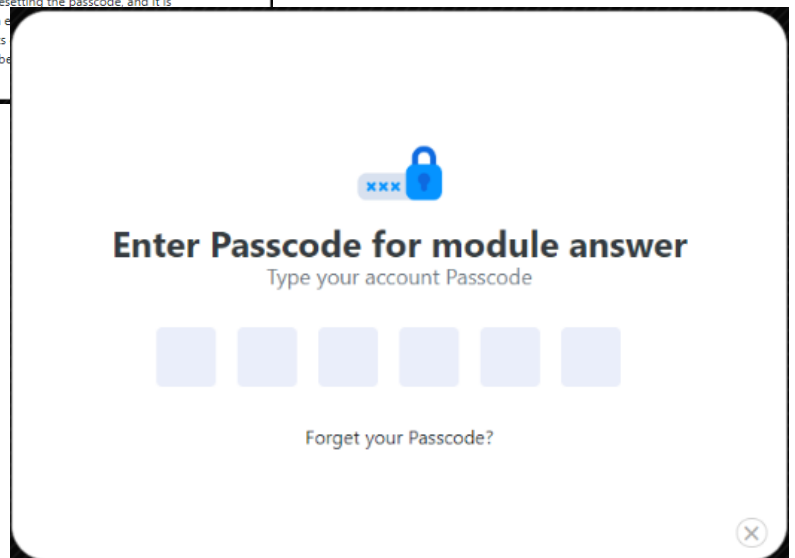 esetting the passcode, and it is
s
be
xxx
Enter Passcode for module answer
Type your account Passcode
Forget your Passcode?